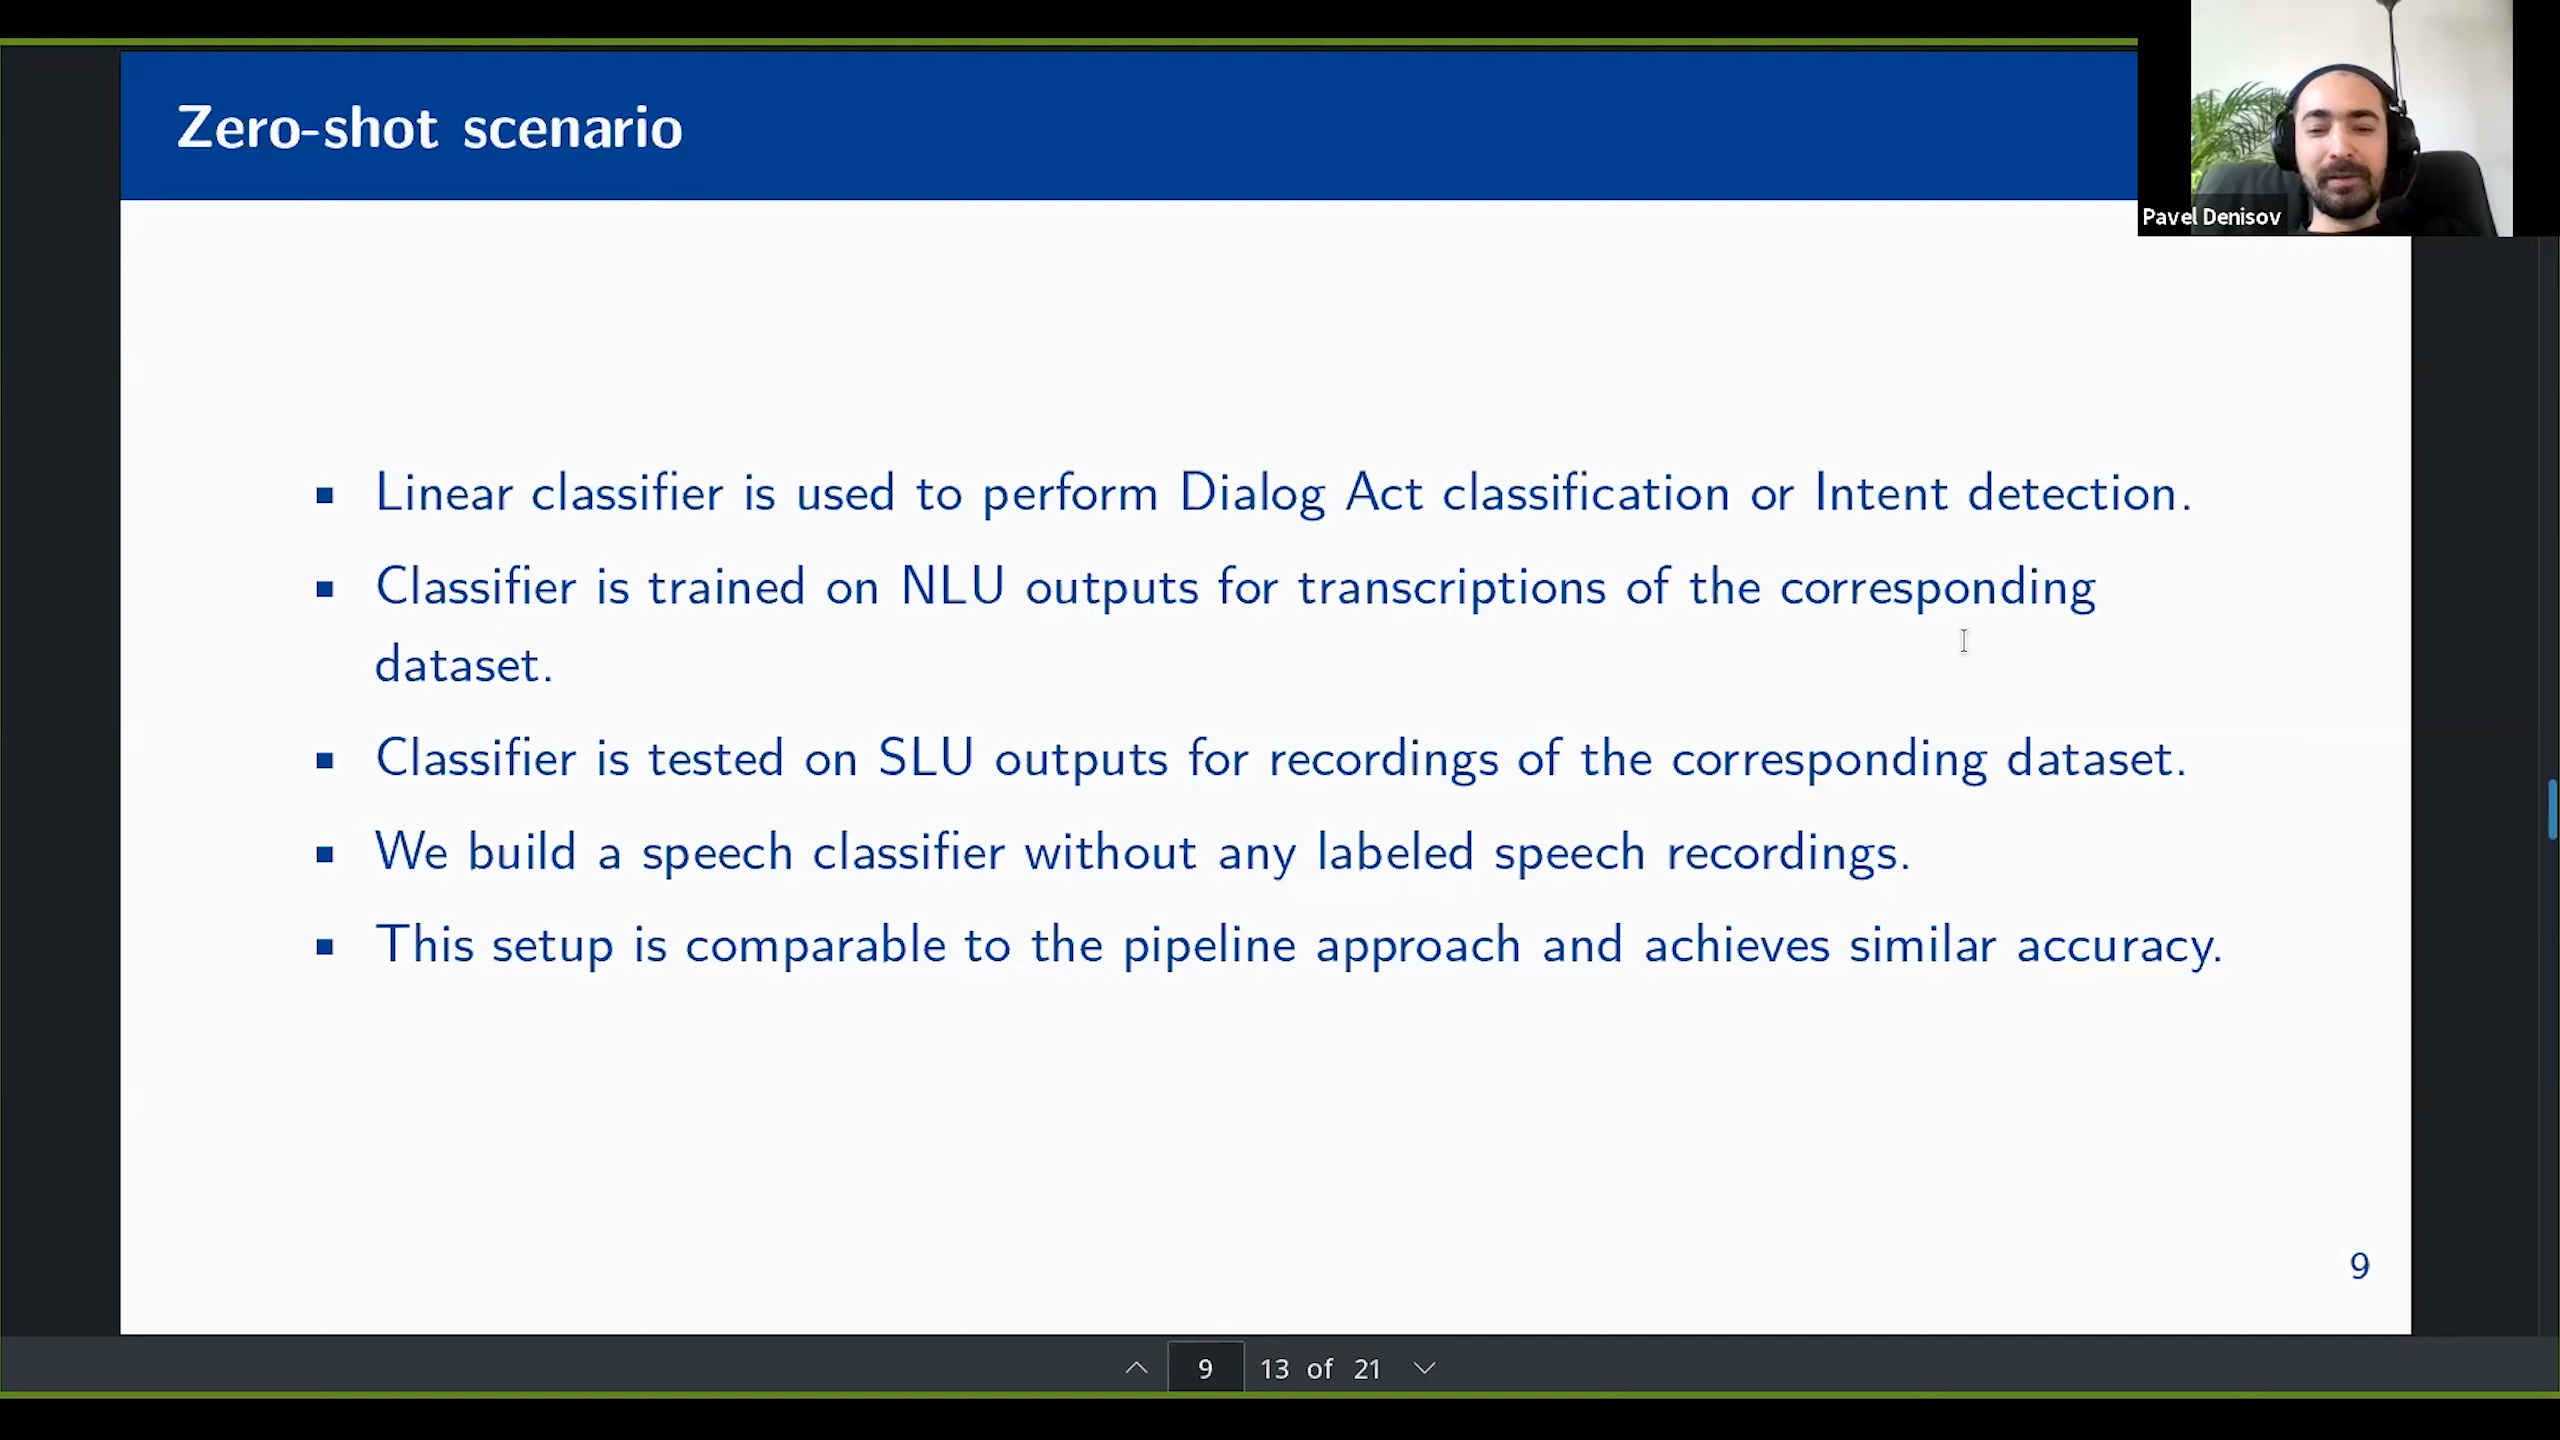 Zero-shot scenario
Pavel Denisov
▪ Linear classifier is used to perform Dialog Act classification or Intent detection.
▪ Classifier is trained on NLU outputs for transcriptions of the corresponding
dataset.
▪ Classifier is tested on SLU outputs for recordings of the corresponding dataset.
▪ We build a speech classifier without any labeled speech recordings.
▪ This setup is comparable to the pipeline approach and achieves similar accuracy.
9
9 13 of 21